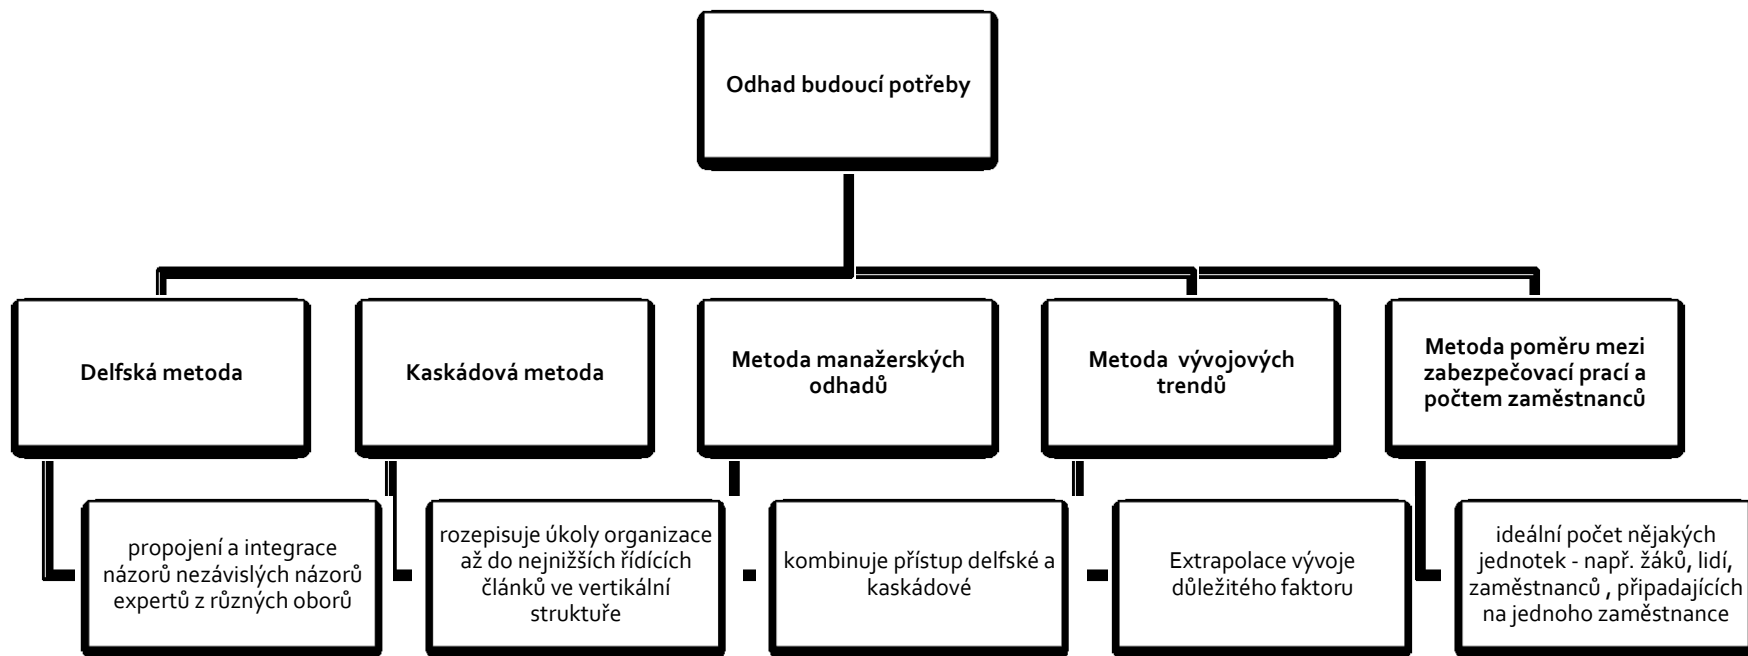 Odhad budoucí potřeby
Delfská metoda
Kaskádová metoda
Metoda manažerských
odhadů
Metoda  vývojových
trendů
Metoda poměru mezi
zabezpečovací prací a
počtem zaměstnanců
propojení a integrace
názorů nezávislých názorů
expertů z různých oborů
rozepisuje úkoly organizace
až do nejnižších řídících
článků ve vertikální
struktuře
kombinuje přístup delfské a
kaskádové
Extrapolace vývoje
důležitého faktoru
ideální počet nějakých
jednotek - např. žáků, lidí,
zaměstnanců , připadajících
na jednoho zaměstnance